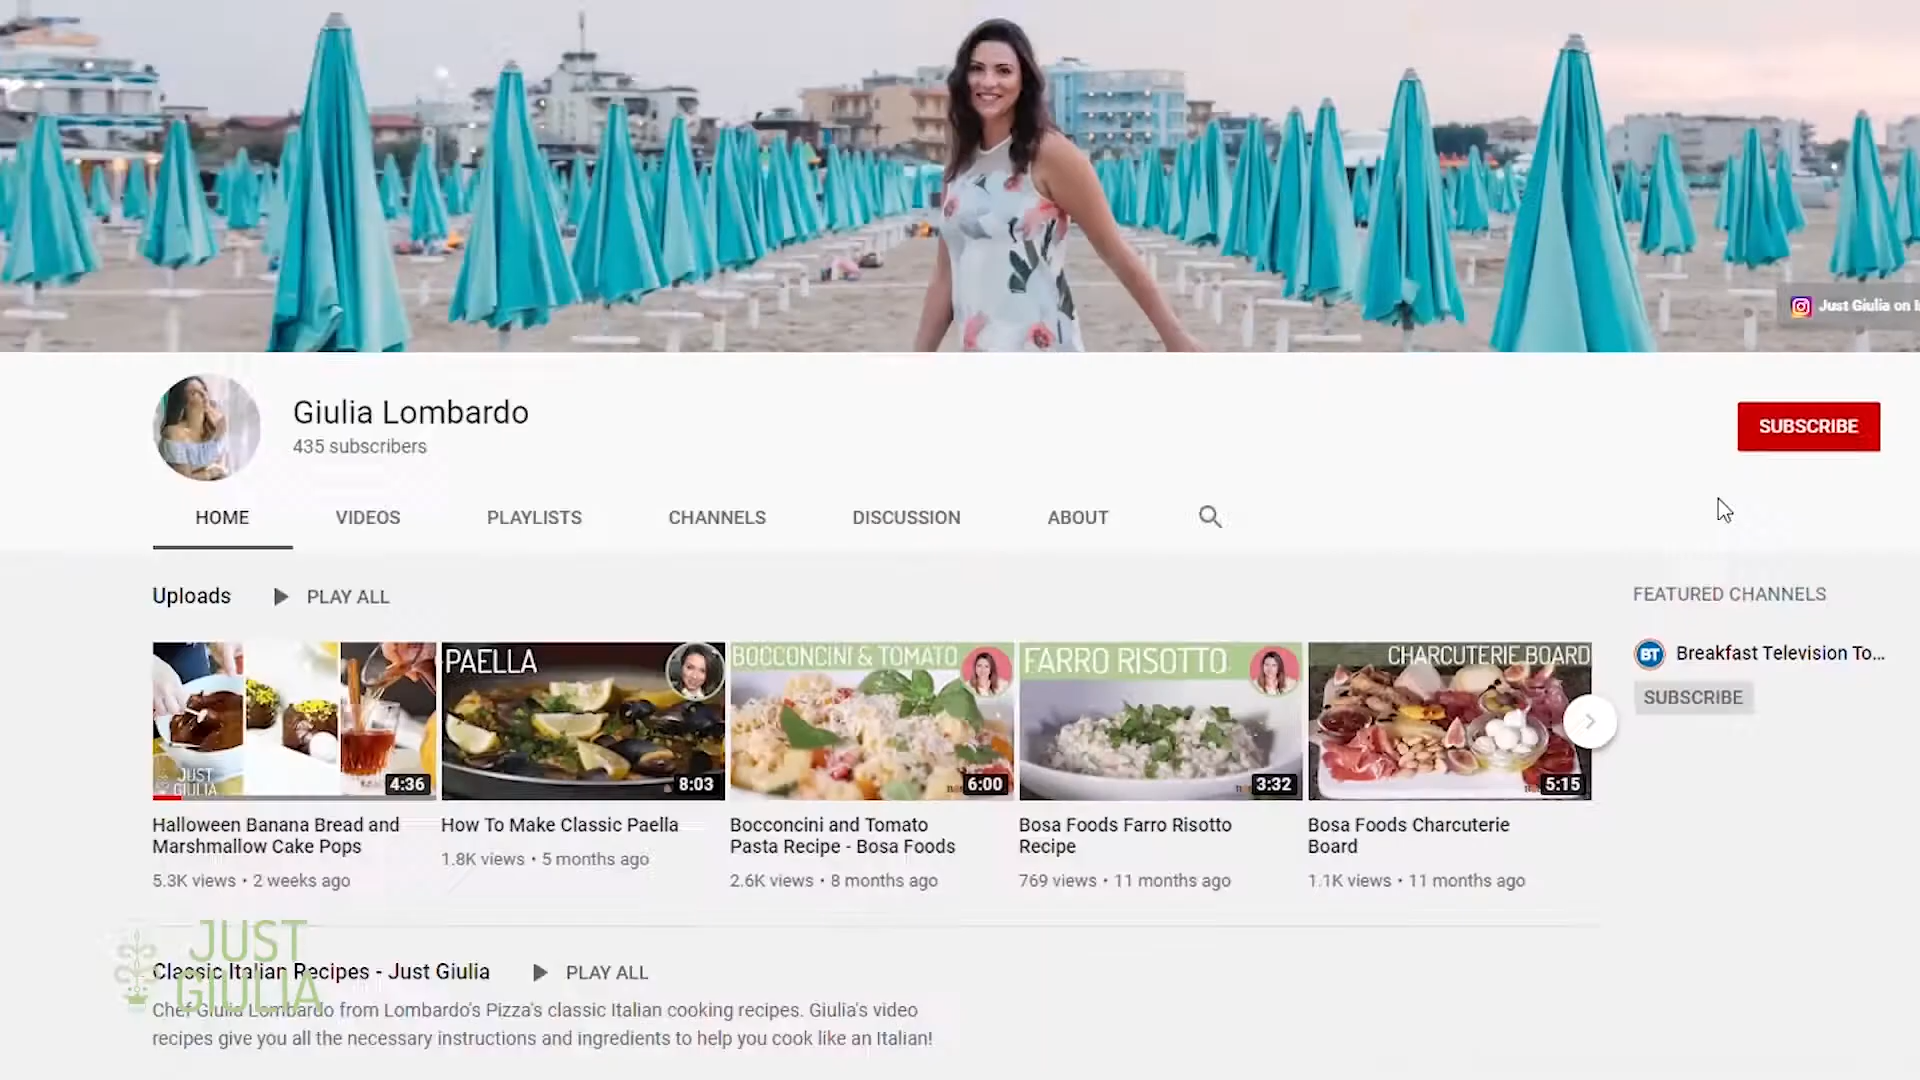 Just Giulia on I
Giulia Lombardo
435 subscribers
SUBSCRIBE
HOME
VIDEOS
PLAYLISTS
CHANNELS
DISCUSSION
ABOUT
Uploads
PLAY ALL
FEATURED CHANNELS
BT
Breakfast Television To...
SUBSCRIBE
JUST
GIULIA
4:36
PAELLA
8:03
BOCCONCINI & TOMATO
6:00
FARRO RISOTTO
3:32
CHARCUTERIE BOARD
5:15
Halloween Banana Bread and
Marshmallow Cake Pops
5.3K views • 2 weeks ago
How To Make Classic Paella
1.8K views • 5 months ago
Bocconcini and Tomato
Pasta Recipe - Bosa Foods
2.6K views • 8 months ago
Bosa Foods Farro Risotto
Recipe
769 views • 11 months ago
Bosa Foods Charcuterie
Board
1.1K views • 11 months ago
JUST
GIULIA
Classic Italian Recipes - Just Giulia
PLAY ALL
Chef Giulia Lombardo from Lombardo's Pizza's classic Italian cooking recipes. Giulia's video
recipes give you all the necessary instructions and ingredients to help you cook like an Italian!